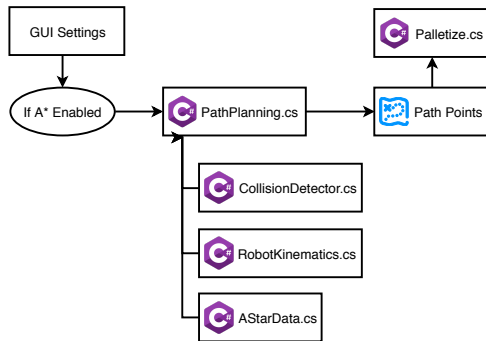 GUI Settings
Palletize.cs
If A* Enabled
PathPlanning.cs
Path Points
CollisionDetector.cs
RobotKinematics.cs
AStarData.cs